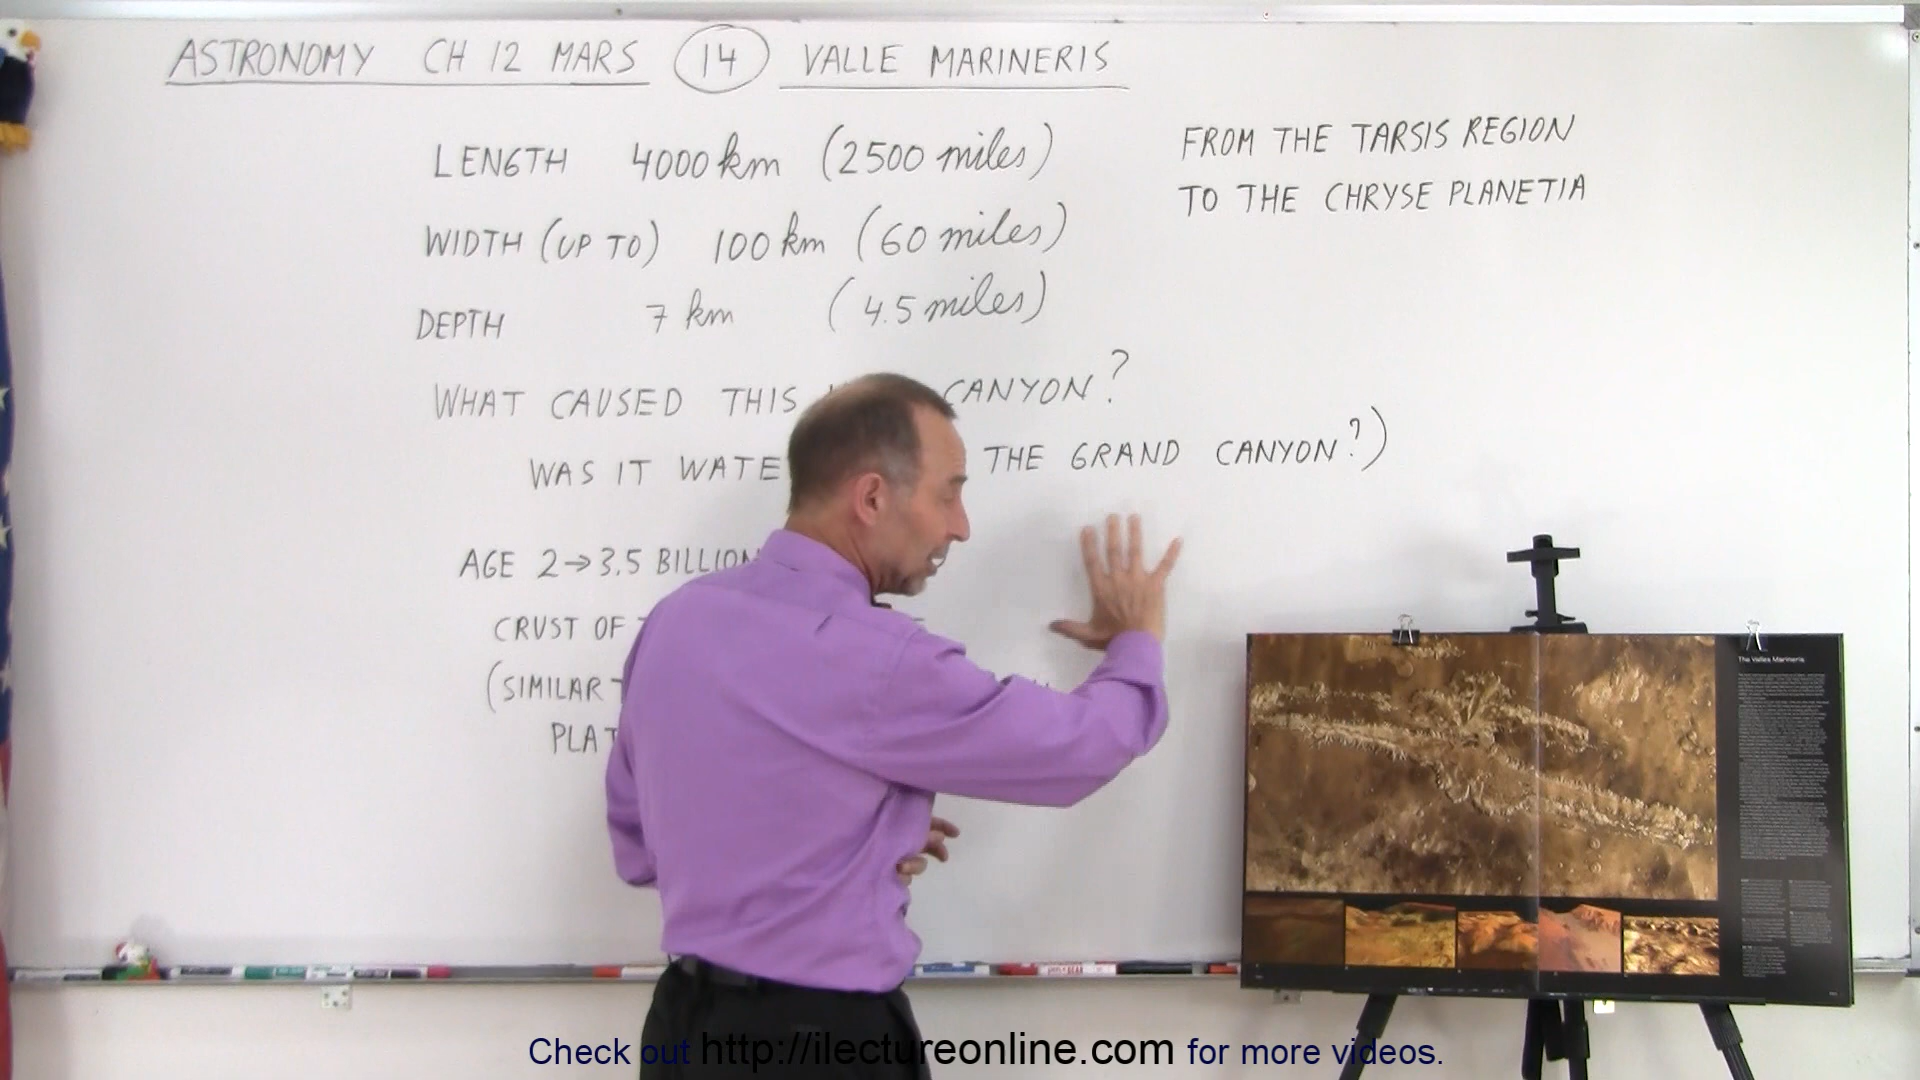 ASTRONOMY CH 12 MARS 14 VALLE MARINERIS
LENGTH 4000 km (2500 miles)
WIDTH (UP TO) 100 km (60 miles)
DEPTH 7 km (4.5 miles)
FROM THE TARSIS REGION
TO THE CHRYSE PLANETIA
WHAT CAUSED THIS CANYON?
WAS IT WATE THE GRAND CANYON?)
AGE 2→3.5 BILLION
CRUST OF
(SIMILAR
PLAT
The Valles Marineris
Check out http://ilectureonline.com for more videos.